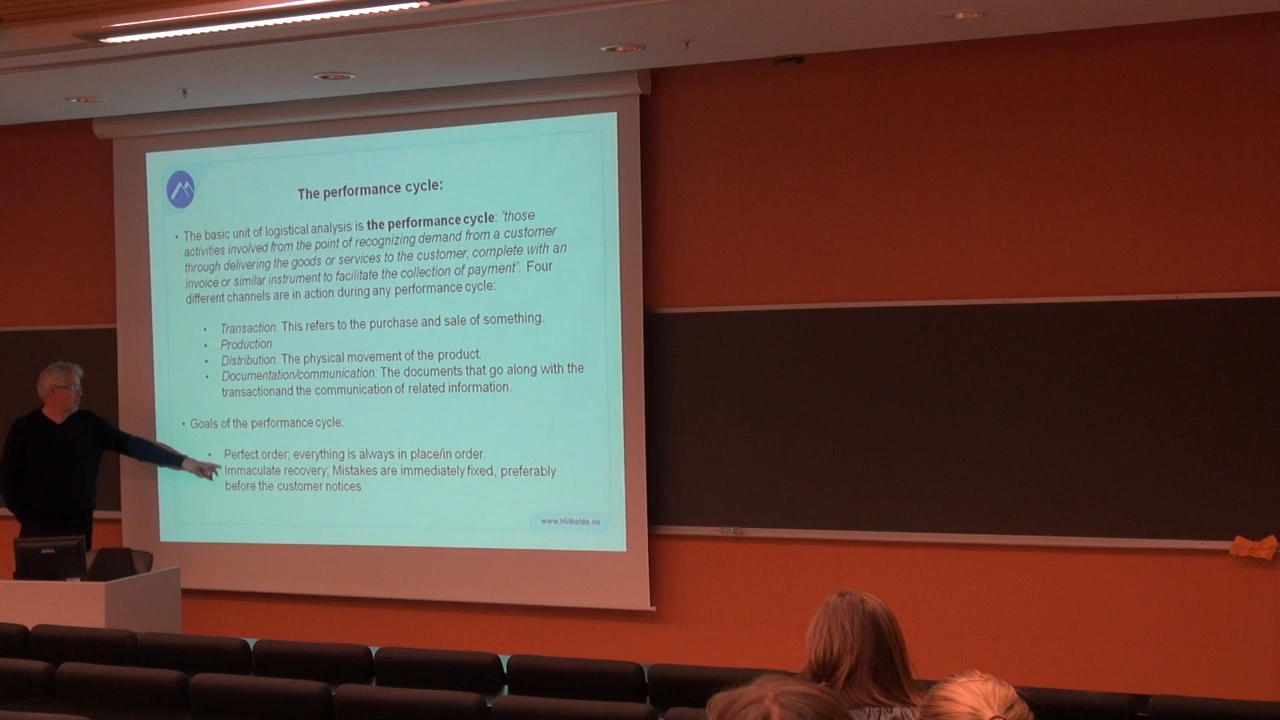 The performance cycle:
• The basic unit of logistical analysis is the performance cycle: 'those
activities involved from the point of recognizing demand from a customer
through delivering the goods or services to the customer, complete with an
invoice or similar instrument to facilitate the collection of payment”. Four
different channels are in action during any performance cycle:
• Transaction. This refers to the purchase and sale of something.
• Production.
• Distribution. The physical movement of the product.
• Documentation/communication: The documents that go along with the
transactionand the communication of related information.
• Goals of the performance cycle:
• Perfect order; everything is always in place/in order.
Immaculate recovery; Mistakes are immediately fixed, preferably
before the customer notices.
www.HiMolde.no